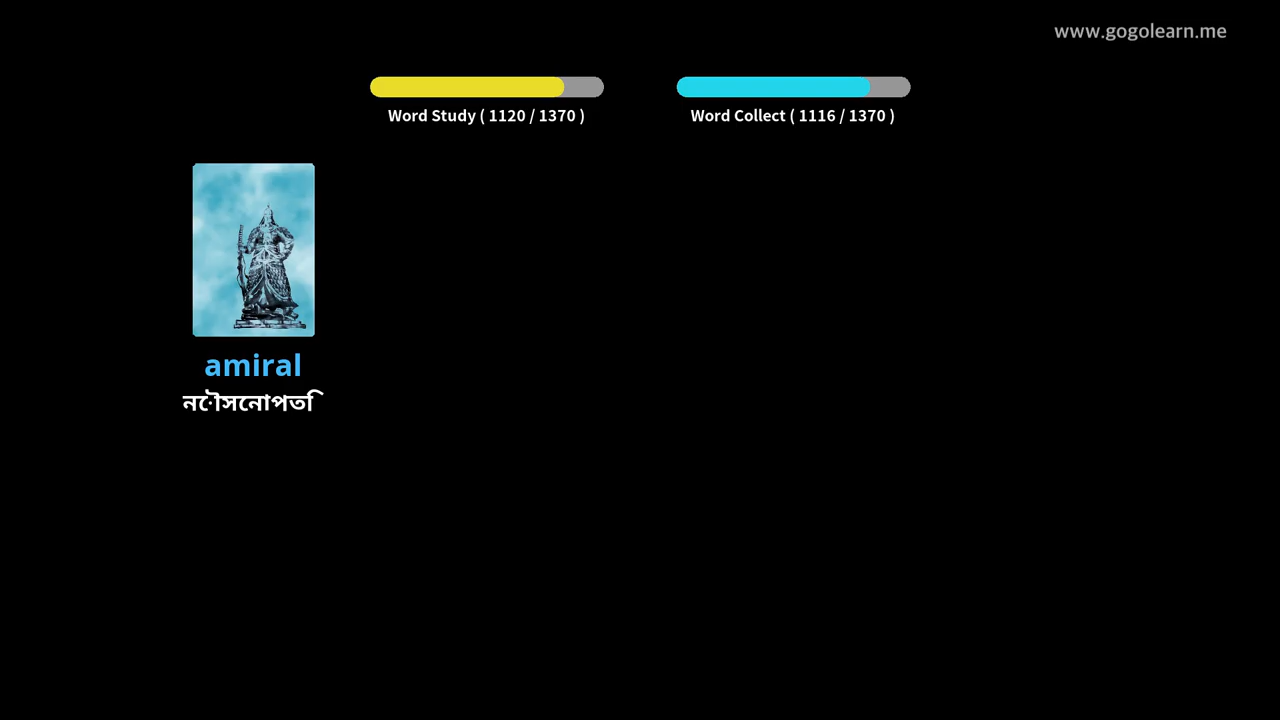 www.gogolearn.me
Word Study ( 1120 / 1370 )
Word Collect ( 1116 / 1370 )
amiral
নৌসেনাপতি